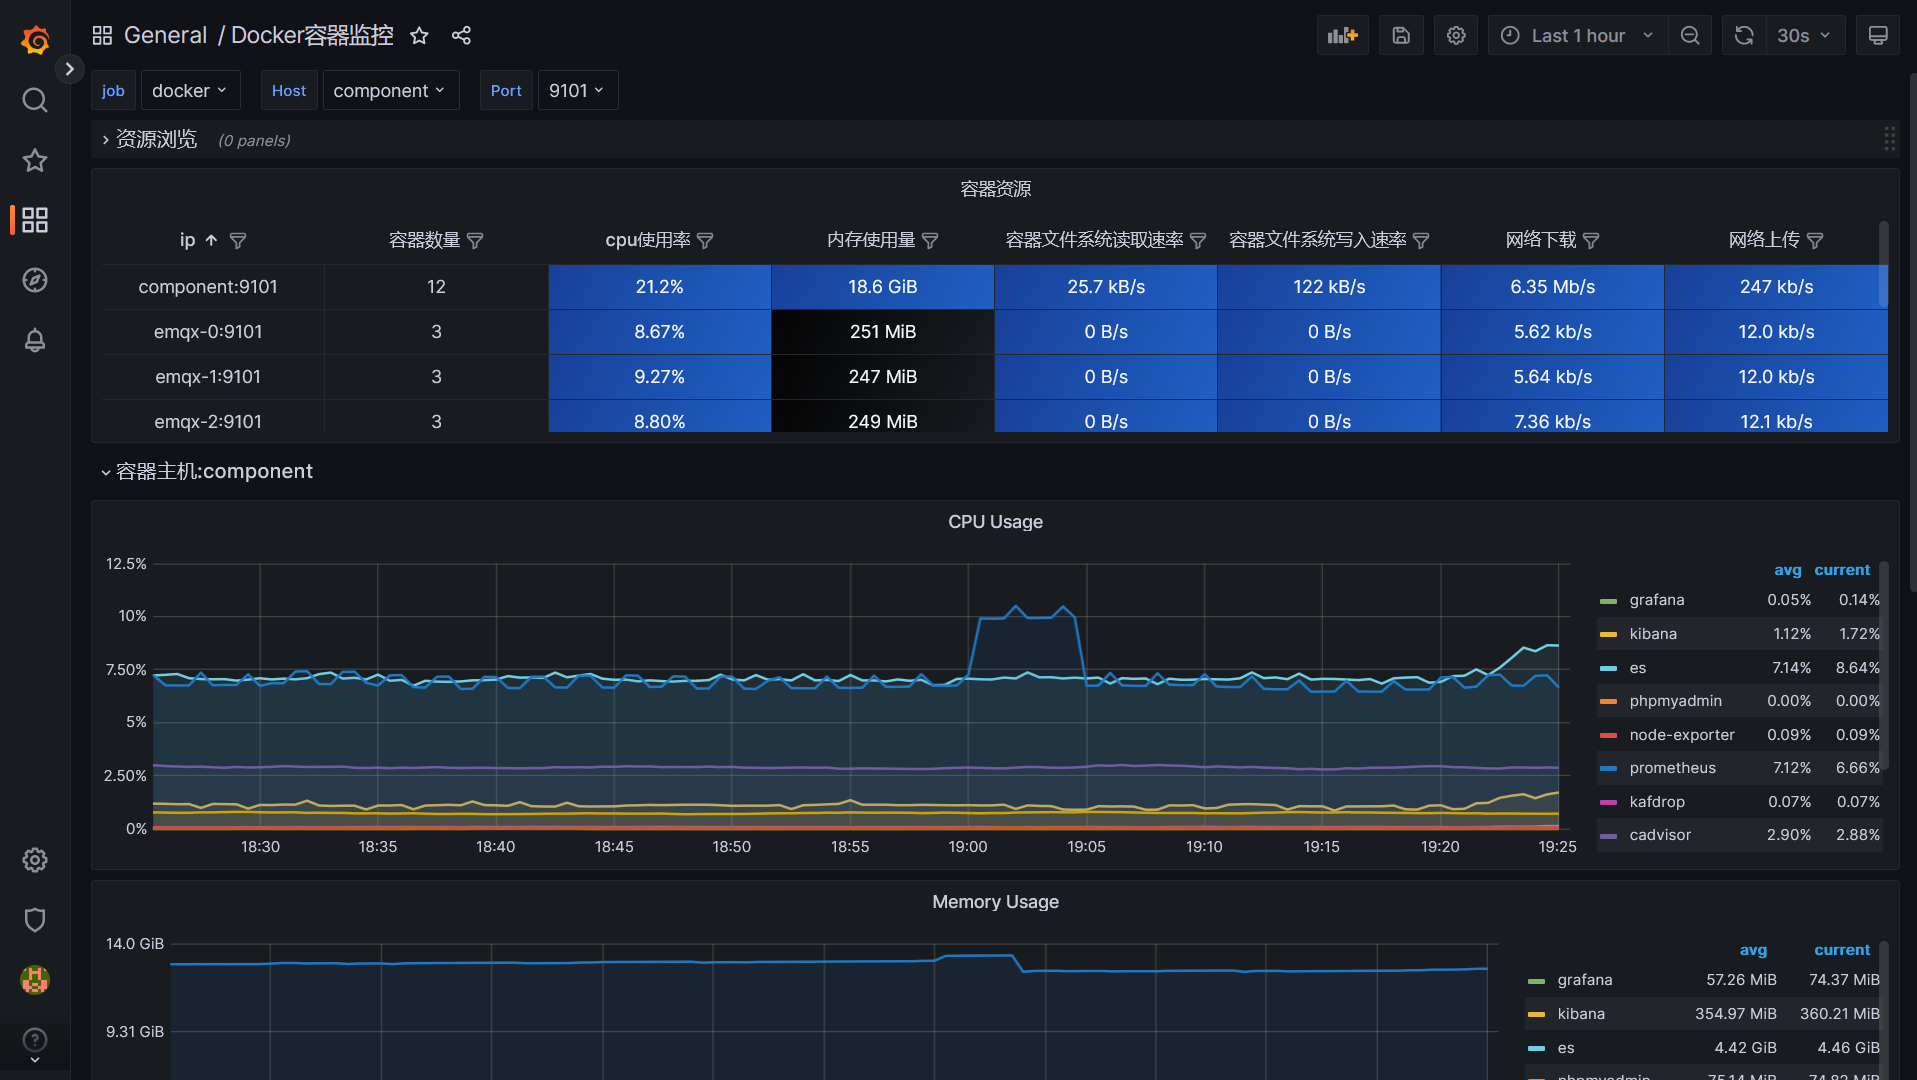 General / Docker容器监控
Last 1 hour
30s
job docker Host component Port 9101
资源浏览 (0 panels)
容器资源
ip 容器数量 cpu使用率 内存使用量 容器文件系统读取速率 容器文件系统写入速率 网络下载 网络上传
component:9101 12 21.2% 18.6 GiB 25.7 kB/s 122 kB/s 6.35 Mb/s 247 kb/s
emqx-0:9101 3 8.67% 251 MiB 0 B/s 0 B/s 5.62 kb/s 12.0 kb/s
emqx-1:9101 3 9.27% 247 MiB 0 B/s 0 B/s 5.64 kb/s 12.0 kb/s
emqx-2:9101 3 8.80% 249 MiB 0 B/s 0 B/s 7.36 kb/s 12.1 kb/s
容器主机:component
CPU Usage
12.5%
10%
7.50%
5%
2.50%
0%
18:30 18:35 18:40 18:45 18:50 18:55 19:00 19:05 19:10 19:15 19:20 19:25
avg current
grafana 0.05% 0.14%
kibana 1.12% 1.72%
es 7.14% 8.64%
phpmyadmin 0.00% 0.00%
node-exporter 0.09% 0.09%
prometheus 7.12% 6.66%
kafdrop 0.07% 0.07%
cadvisor 2.90% 2.88%
Memory Usage
14.0 GiB
9.31 GiB
avg current
grafana 57.26 MiB 74.37 MiB
kibana 354.97 MiB 360.21 MiB
es 4.42 GiB 4.46 GiB
phpmyadmin 75.14 MiB 74.82 MiB